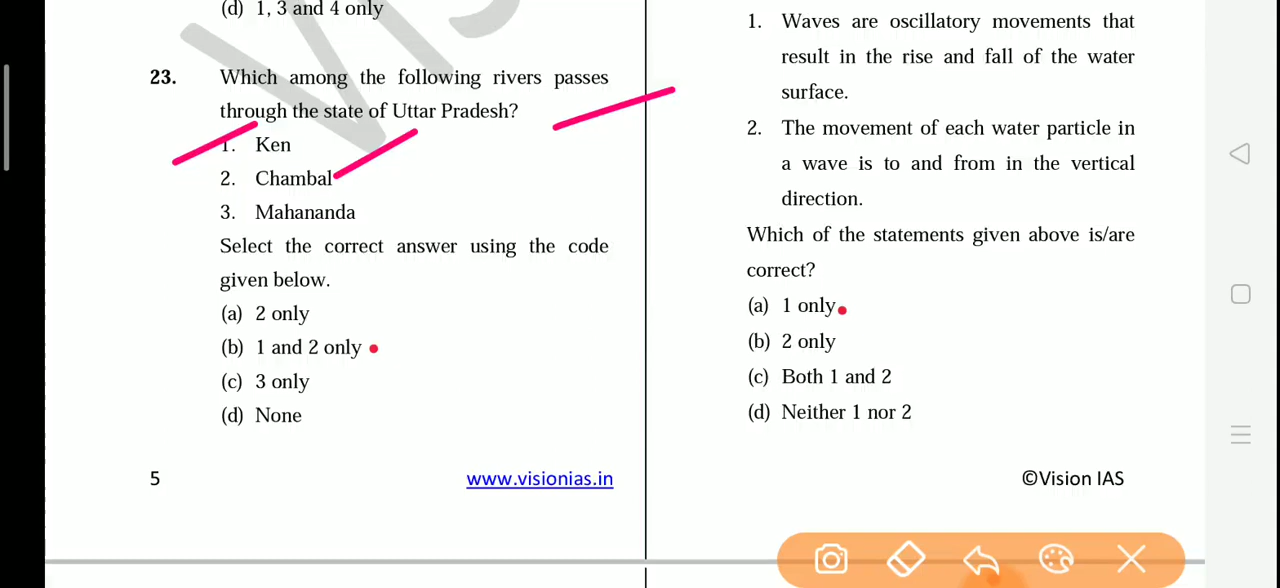 (d) 1, 3 and 4 only
23. Which among the following rivers passes
through the state of Uttar Pradesh?
1. Ken
2. Chambal
3. Mahananda
Select the correct answer using the code
given below.
(a) 2 only
(b) 1 and 2 only
(c) 3 only
(d) None
1. Waves are oscillatory movements that
result in the rise and fall of the water
surface.
2. The movement of each water particle in
a wave is to and from in the vertical
direction.
Which of the statements given above is/are
correct?
(a) 1 only
(b) 2 only
(c) Both 1 and 2
(d) Neither 1 nor 2
5 www.visionias.in ©Vision IAS